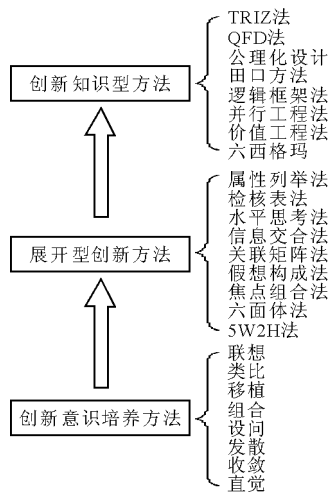 创新知识型方法
TRIZ法
QFD法
公理化设计
田口方法
逻辑框架法
并行工程法
价值工程法
六西格玛
展开型创新方法
属性列举法
检核表法
水平思考法
信息交合法
关联矩阵法
假想构成法
焦点组合法
六面体法
5W2H法
创新意识培养方法
联想
类比
移植
组合
设问
发散
收敛
直觉